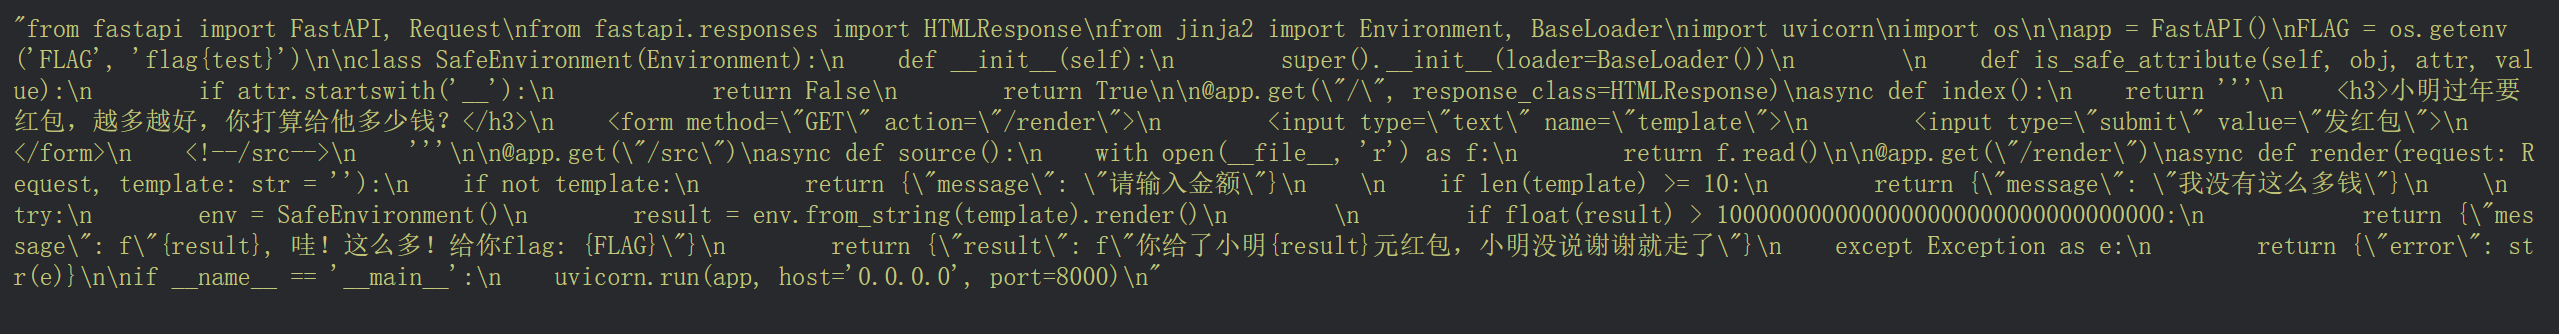 "from fastapi import FastAPI, Request\nfrom fastapi.responses import HTMLResponse\nfrom jinja2 import Environment, BaseLoader\nimport uvicorn\nimport os\n\napp = FastAPI()\nFLAG = os.getenv
('FLAG', 'flag{test}')\n\nclass SafeEnvironment(Environment):\n    def __init__(self):\n        super().__init__(loader=BaseLoader())\n        \n    def is_safe_attribute(self, obj, attr, val
ue):\n        if attr.startswith('__'):\n            return False\n        return True\n\n@app.get(\"/\", response_class=HTMLResponse)\nasync def index():\n    return '''\n    <h3>小明过年要
红包，越多越好，你打算给他多少钱？</h3>\n    <form method=\"GET\" action=\"/render\">\n        <input type=\"text\" name=\"template\">\n        <input type=\"submit\" value=\"发红包\">\n
</form>\n    <!--/src-->\n    '''\n\n@app.get(\"/src\")\nasync def source():\n    with open(__file__, 'r') as f:\n        return f.read()\n\n@app.get(\"/render\")\nasync def render(request: R
equest, template: str = ''):\n    if not template:\n        return {\"message\": \"请输入金额\"}\n    \n    if len(template) >= 10:\n        return {\"message\": \"我没有这么多钱\"}\n    \n
try:\n        env = SafeEnvironment()\n        result = env.from_string(template).render()\n        \n        if float(result) > 1000000000000000000000000000000000:\n            return {\"mes
sage\": f\"{result}, 哇！这么多！给你flag: {FLAG}\"}\n        return {\"result\": f\"你给了小明{result}元红包，小明没说谢谢就走了\"}\n    except Exception as e:\n        return {\"error\": st
r(e)}\n\nif __name__ == '__main__':\n    uvicorn.run(app, host='0.0.0.0', port=8000)\n"